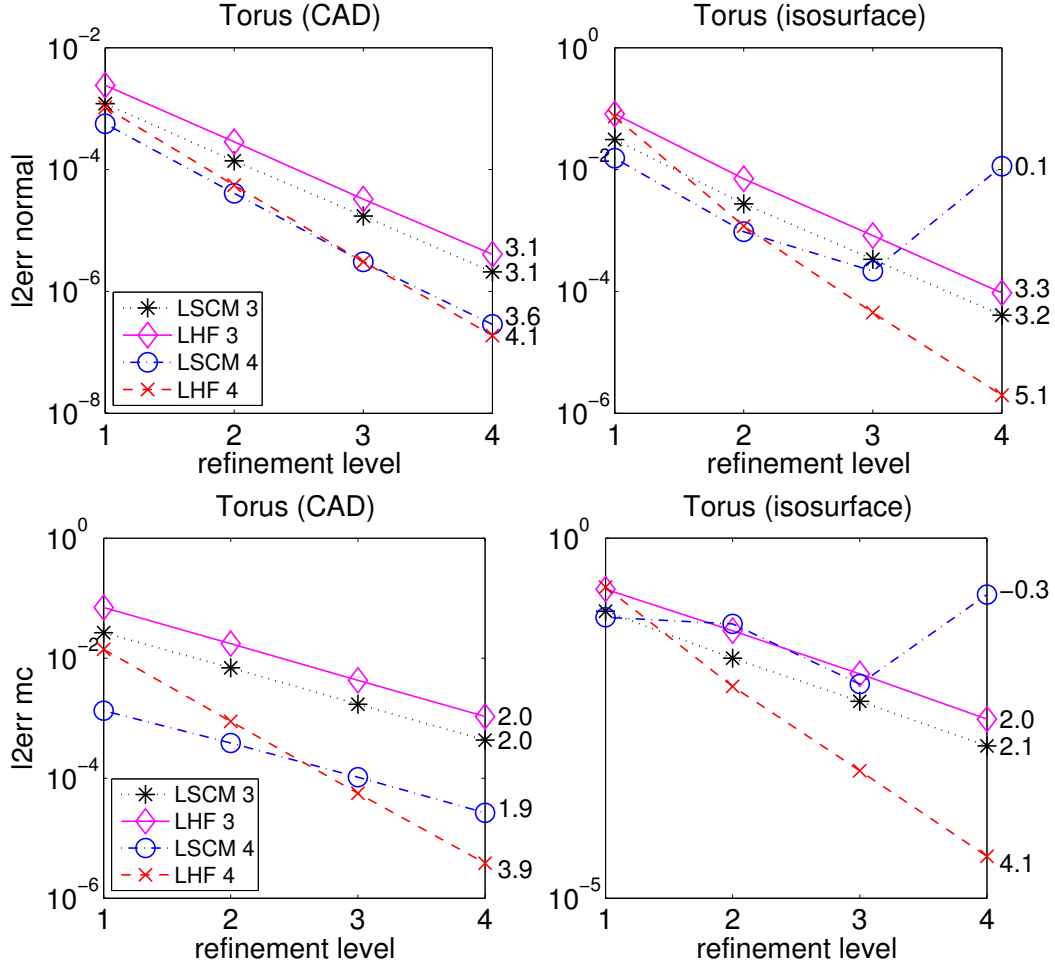 Torus (CAD)
l2err normal
10^-2
10^-4
10^-6
10^-8
3.1
3.1
3.6
4.1
LSCM 3
LHF 3
LSCM 4
LHF 4
1 2 3 4
refinement level
Torus (isosurface)
10^0
10^-2
10^-4
10^-6
0.1
3.3
3.2
5.1
1 2 3 4
refinement level
Torus (CAD)
l2err mc
10^0
10^-2
10^-4
10^-6
2.0
2.0
1.9
3.9
LSCM 3
LHF 3
LSCM 4
LHF 4
1 2 3 4
refinement level
Torus (isosurface)
10^0
10^-5
−0.3
2.0
2.1
4.1
1 2 3 4
refinement level